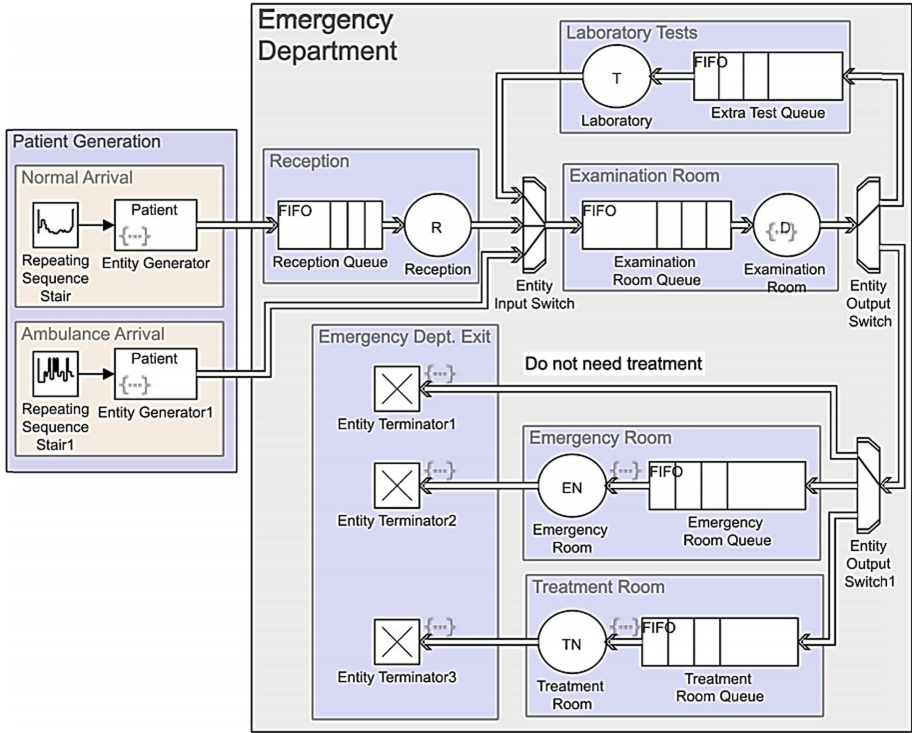 Emergency
Department
Laboratory Tests
FIFO
T
Laboratory
Extra Test Queue
Patient Generation
Normal Arrival
Patient
{...}
Repeating
Sequence
Stair
Entity Generator
Reception
FIFO
R
Reception Queue
Reception
Entity
Input Switch
Examination Room
FIFO
{D}
Examination
Room Queue
Examination
Room
Entity
Output
Switch
Ambulance Arrival
Patient
{...}
Repeating
Sequence
Stair1
Entity Generator1
Emergency Dept. Exit
Do not need treatment
{...}
Entity Terminator1
{...}
Entity Terminator2
Emergency Room
EN
{...}
FIFO
Emergency
Room
Emergency
Room Queue
Entity
Output
Switch1
{...}
Entity Terminator3
Treatment Room
TN
{...}
FIFO
Treatment
Room
Treatment
Room Queue